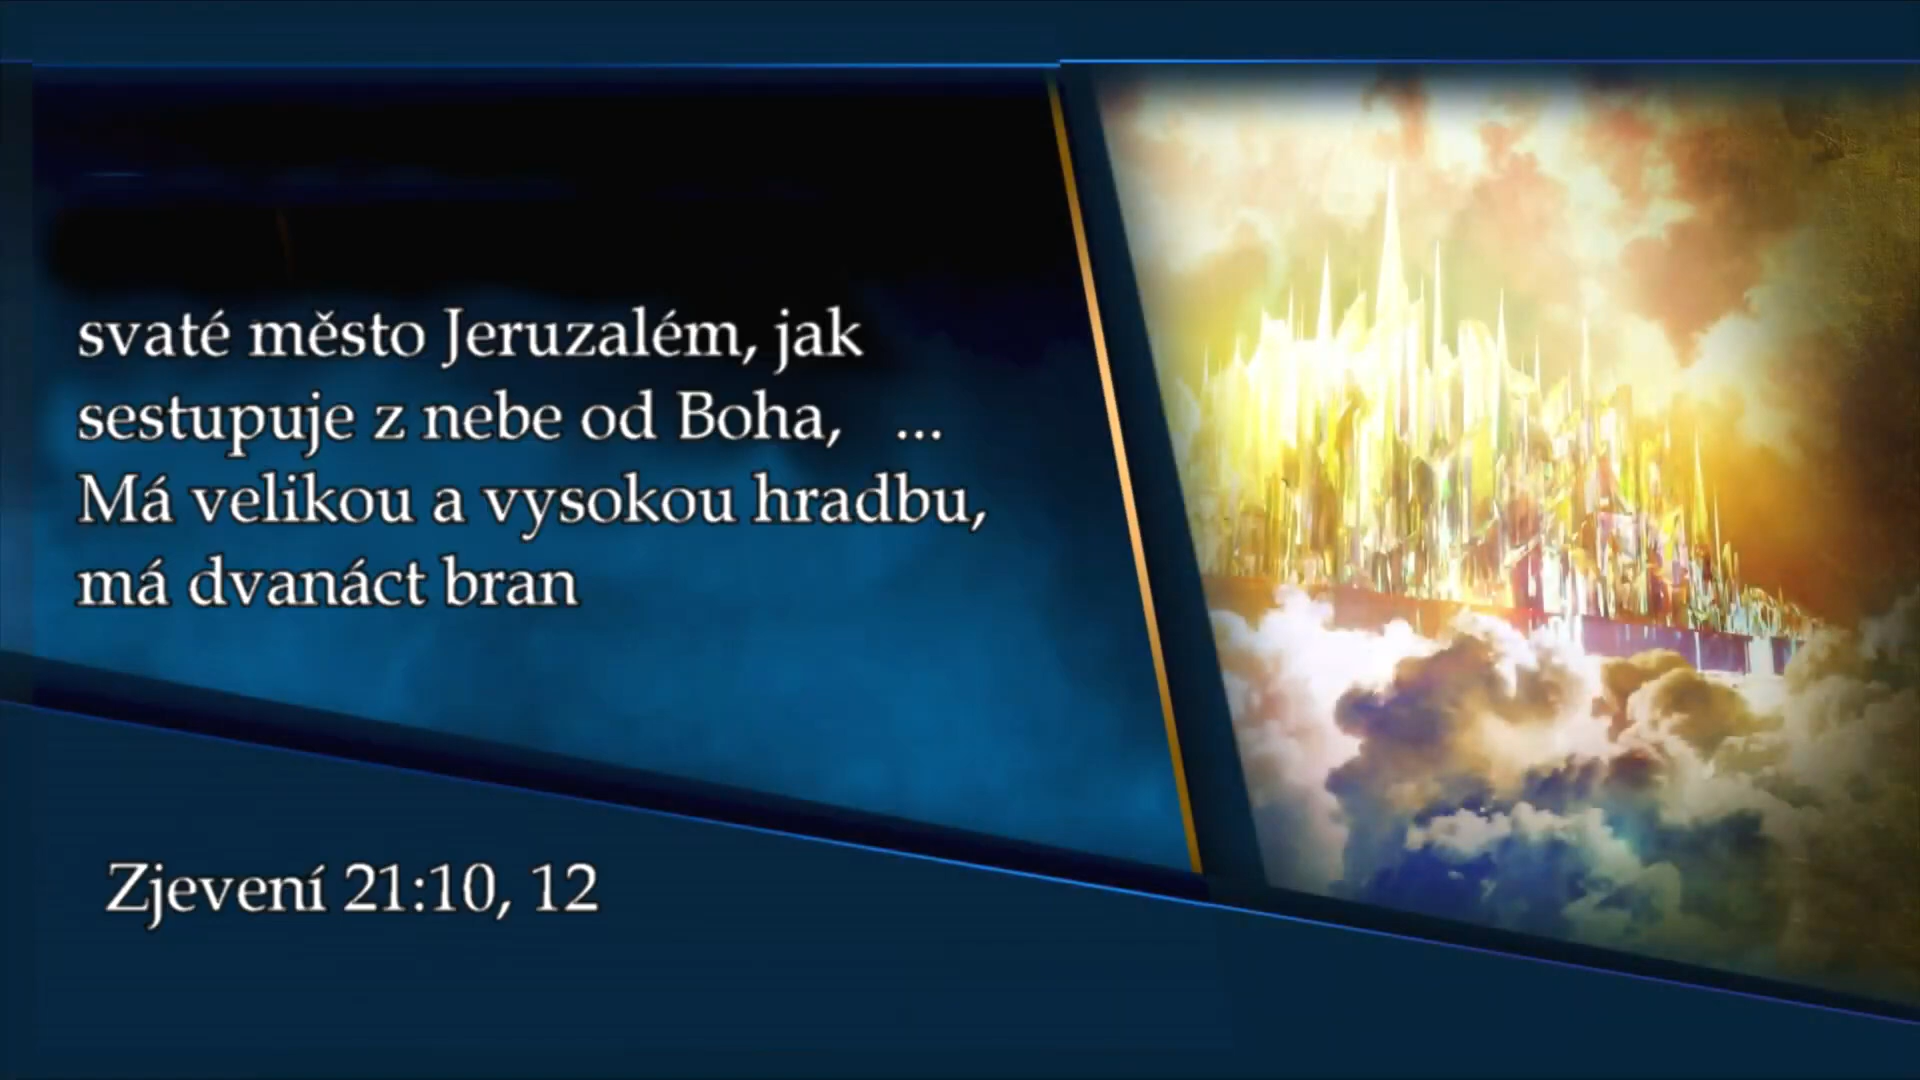 svaté město Jeruzalém, jak
sestupuje z nebe od Boha, ...
Má velikou a vysokou hradbu,
má dvanáct bran
Zjevení 21:10, 12